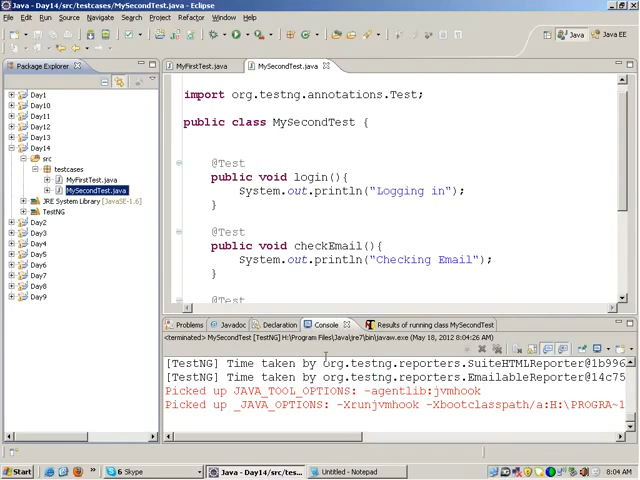 Java - Day14/src/testcases/MySecondTest.java - Eclipse
File Edit Run Source Navigate Search Project Refactor Window Help
Java Java EE
Package Explorer
MyFirstTest.java MySecondTest.java
Day1
Day10
Day11
Day12
Day13
Day14
src
testcases
MyFirstTest.java
MySecondTest.java
JRE System Library [JavaSE-1.6]
TestNG
Day2
Day3
Day4
Day5
Day6
Day7
Day8
Day9
import org.testng.annotations.Test;
public class MySecondTest {
@Test
public void login(){
System.out.println("Logging in");
}
@Test
public void checkEmail(){
System.out.println("Checking Email");
}
@Test
Problems Javadoc Declaration Console Results of running class MySecondTest
<terminated> MySecondTest [TestNG] H:\Program Files\Java\jre7\bin\javaw.exe (May 18, 2012 8:04:26 AM)
[TestNG] Time taken by org.testng.reporters.SuiteHTMLReporter@1b996
[TestNG] Time taken by org.testng.reporters.EmailableReporter@14c75
Picked up JAVA_TOOL_OPTIONS: -agentlib:jvmhook
Picked up _JAVA_OPTIONS: -Xrunjvmhook -Xbootclasspath/a:H:\PROGRA~1
Start 6 Skype Java - Day14/src/tes... Untitled - Notepad 8:04 AM